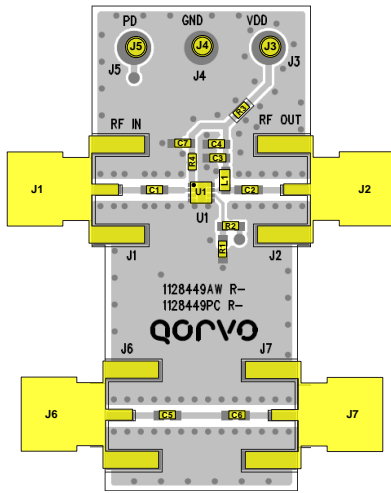 PD GND VDD
J5 J4 J3
J5 J4 J3
R3
RF IN RF OUT
C7 C4
R4 C3
J1 C1 U1 L1 C2 J2
U1
R2
R1
J1 J2
1128449AW R-
1128449PC R-
QORVO
J6 J7
J6 C5 C6 J7